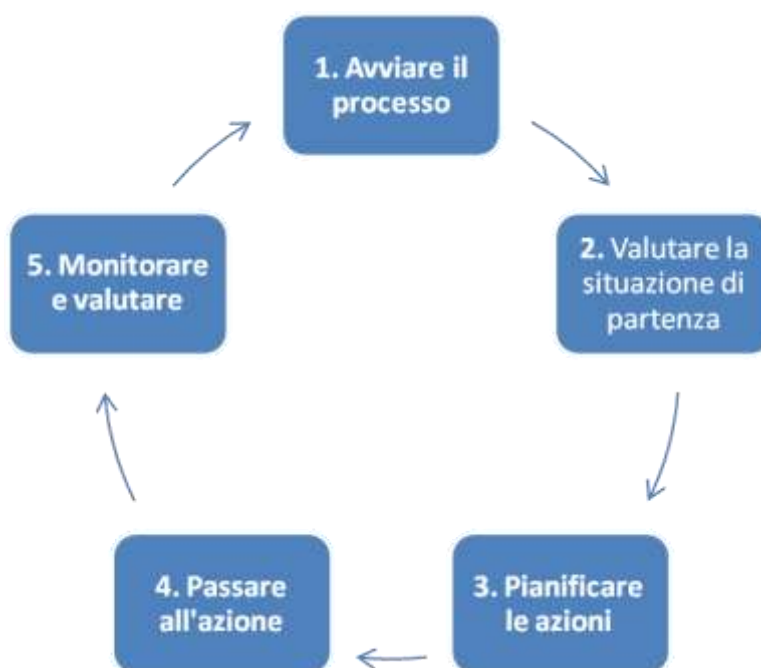 1. Avviare il
processo
2. Valutare la
situazione di
partenza
3. Pianificare
le azioni
4. Passare
all'azione
5. Monitorare
e valutare